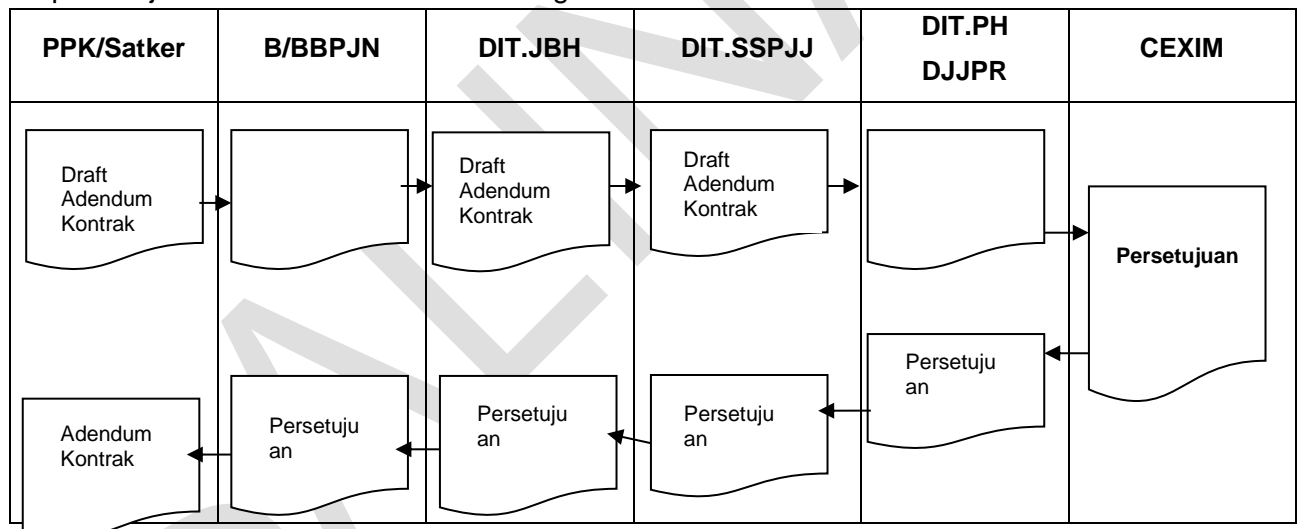 PPK/Satker
B/BBPJN
DIT.JBH
DIT.SSPJJ
DIT.PH
DJJPR
CEXIM
Draft
Adendum
Kontrak
Draft
Adendum
Kontrak
Draft
Adendum
Kontrak
Persetujuan
Persetuju
an
Persetuju
an
Persetuju
an
Persetuju
an
Adendum
Kontrak